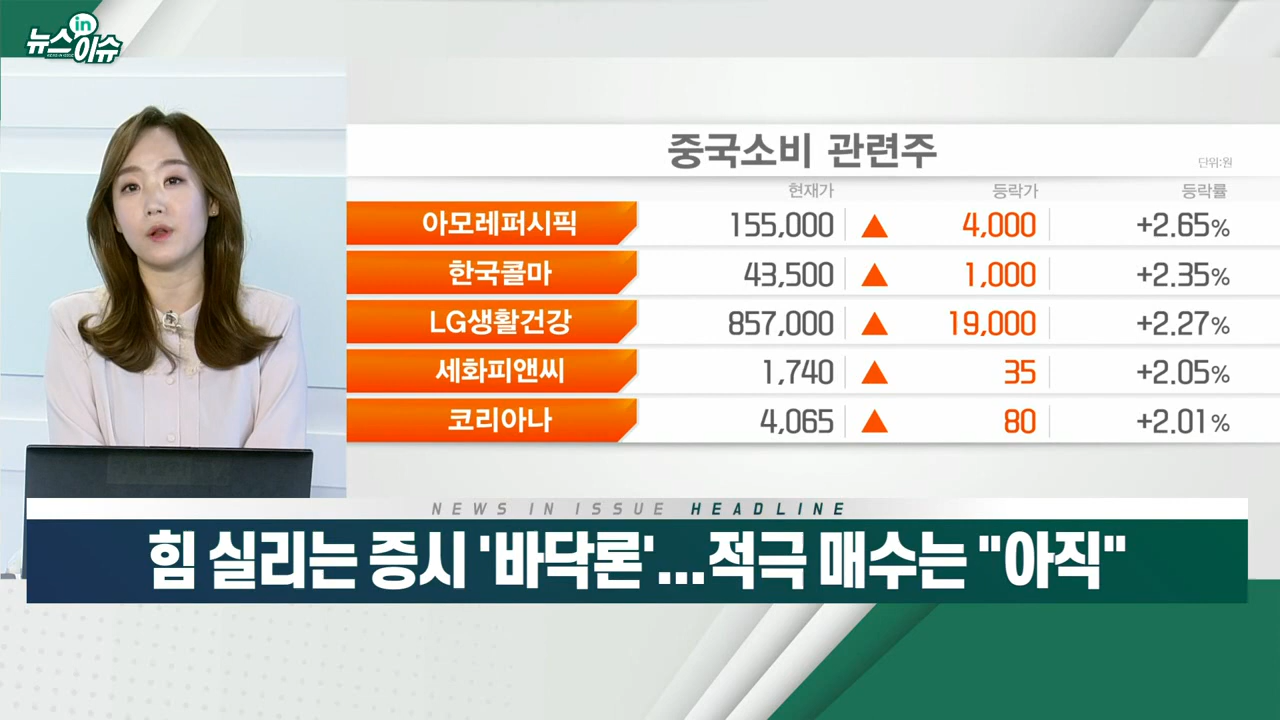 뉴스in이슈
중국소비 관련주
단위:원
현재가 등락가 등락률
아모레퍼시픽 155,000 ▲ 4,000 +2.65%
한국콜마 43,500 ▲ 1,000 +2.35%
LG생활건강 857,000 ▲ 19,000 +2.27%
세화피앤씨 1,740 ▲ 35 +2.05%
코리아나 4,065 ▲ 80 +2.01%
NEWS IN ISSUE HEADLINE
힘 실리는 증시 '바닥론'...적극 매수는 "아직"